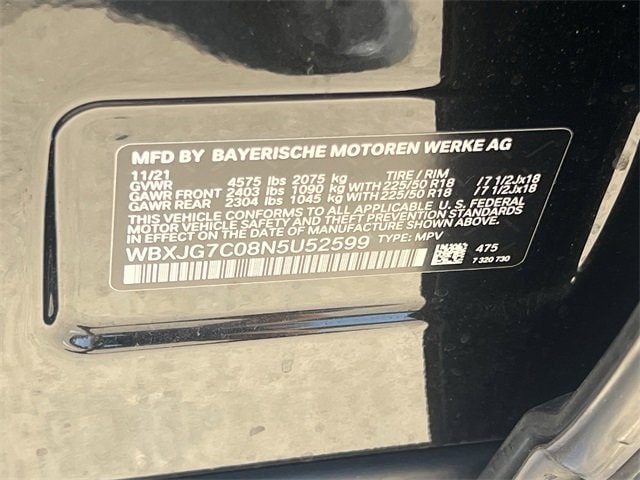 MFD BY BAYERISCHE MOTOREN WERKE AG
11/21 TIRE / RIM
GVWR 4575 lbs 2075 kg
GAWR FRONT 2403 lbs 1090 kg WITH 225/50 R18 /7 1/2Jx18
GAWR REAR 2304 lbs 1045 kg WITH 225/50 R18 /7 1/2Jx18
THIS VEHICLE CONFORMS TO ALL APPLICABLE U. S. FEDERAL
MOTOR VEHICLE SAFETY AND BUMPER STANDARDS IN
EFFECT ON THE DATE OF MANUFACTURE SHOWN ABOVE.
WBXJG7C08N5U52599 TYPE: MPV
475
7 320 730